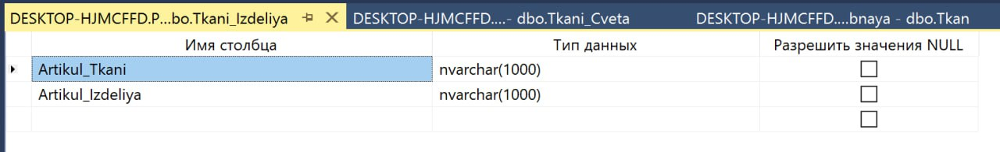 DESKTOP-HJMCFFD.P...bo.Tkani_Izdeliya DESKTOP-HJMCFFD....- dbo.Tkani_Cveta DESKTOP-HJMCFFD....bnaya - dbo.Tkan
Имя столбца Тип данных Разрешить значения NULL
Artikul_Tkani nvarchar(1000)
Artikul_Izdeliya nvarchar(1000)